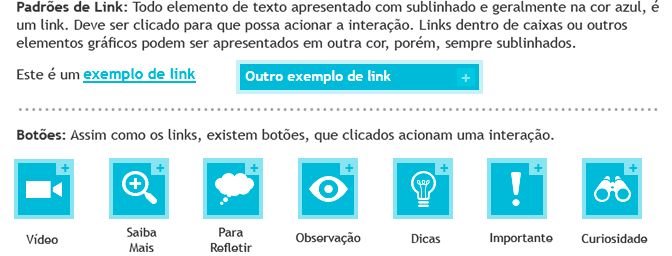 Padrões de Link: Todo elemento de texto apresentado com sublinhado e geralmente na cor azul, é
um link. Deve ser clicado para que possa acionar a interação. Links dentro de caixas ou outros
elementos gráficos podem ser apresentados em outra cor, porém, sempre sublinhados.
Este é um exemplo de link
Outro exemplo de link +
Botões: Assim como os links, existem botões, que clicados acionam uma interação.
+ + + + + + +
Vídeo
Saiba
Mais
Para
Refletir
Observação
Dicas
Importante
Curiosidade